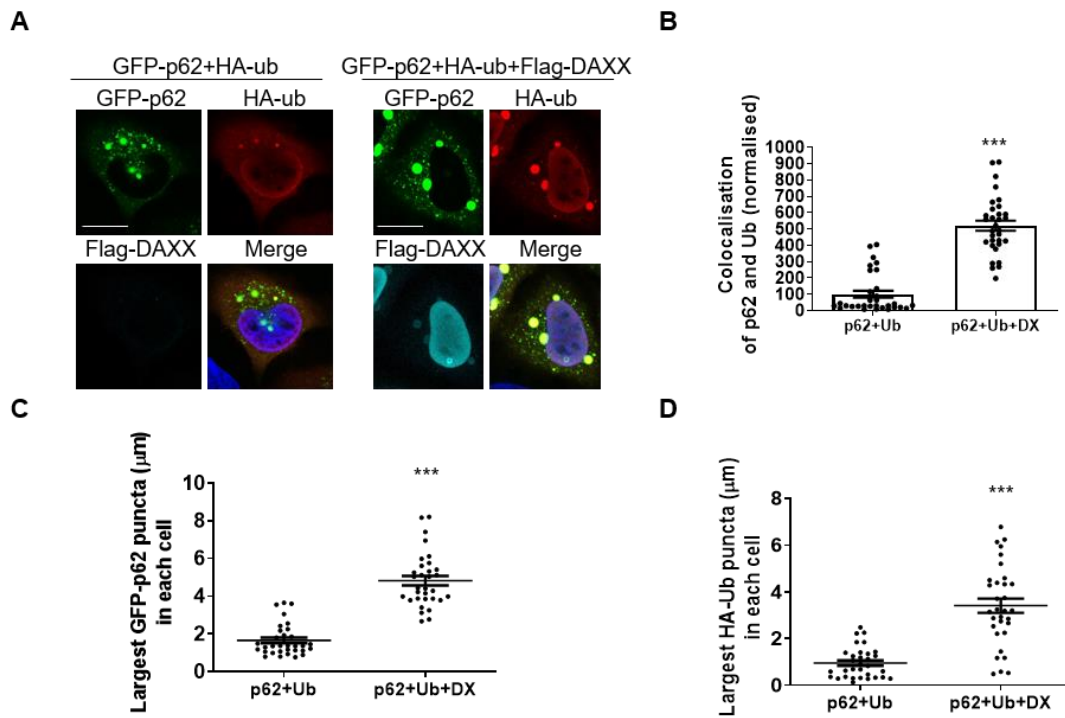 A
GFP-p62+HA-ub
GFP-p62+HA-ub+Flag-DAXX
GFP-p62
HA-ub
GFP-p62
HA-ub
Flag-DAXX
Merge
Flag-DAXX
Merge
B
Colocalisation
of p62 and Ub (normalised)
1000
900
800
700
600
500
400
300
200
100
0
***
p62+Ub
p62+Ub+DX
C
Largest GFP-p62 puncta (μm)
in each cell
10
8
6
4
2
0
***
p62+Ub
p62+Ub+DX
D
Largest HA-Ub puncta (μm)
in each cell
8
6
4
2
0
***
p62+Ub
p62+Ub+DX